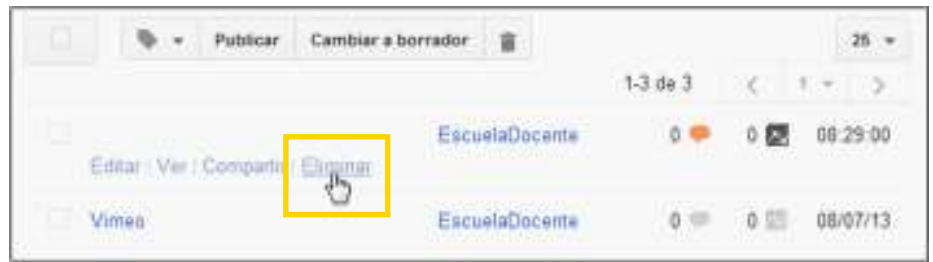 Publicar Cambiar a borrador 25
1-3 de 3 1
EscuelaDocente 0 0 08:29:00
Editar | Ver | Compartir | Eliminar
Vimeo EscuelaDocente 0 0 08/07/13